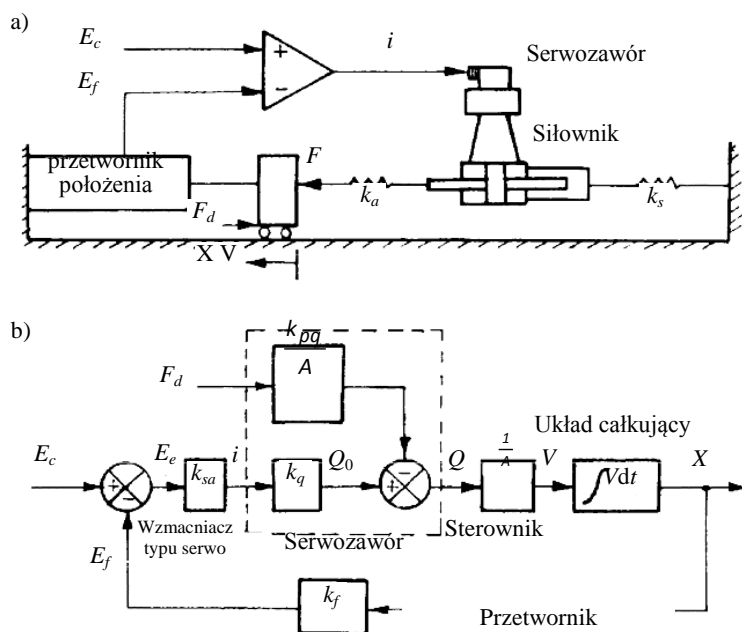 a)
E_c
i
Serwozawór
E_f
+
−
Siłownik
przetwornik
położenia
F
k_a
k_s
F_d
X V
b)
k_pq
A
F_d
Układ całkujący
E_c
E_e
i
Q_0
Q
1
A
V
X
+
−
k_sa
k_q
−
+
∫Vdt
Wzmacniacz
typu serwo
Serwozawór
Sterownik
E_f
k_f
Przetwornik